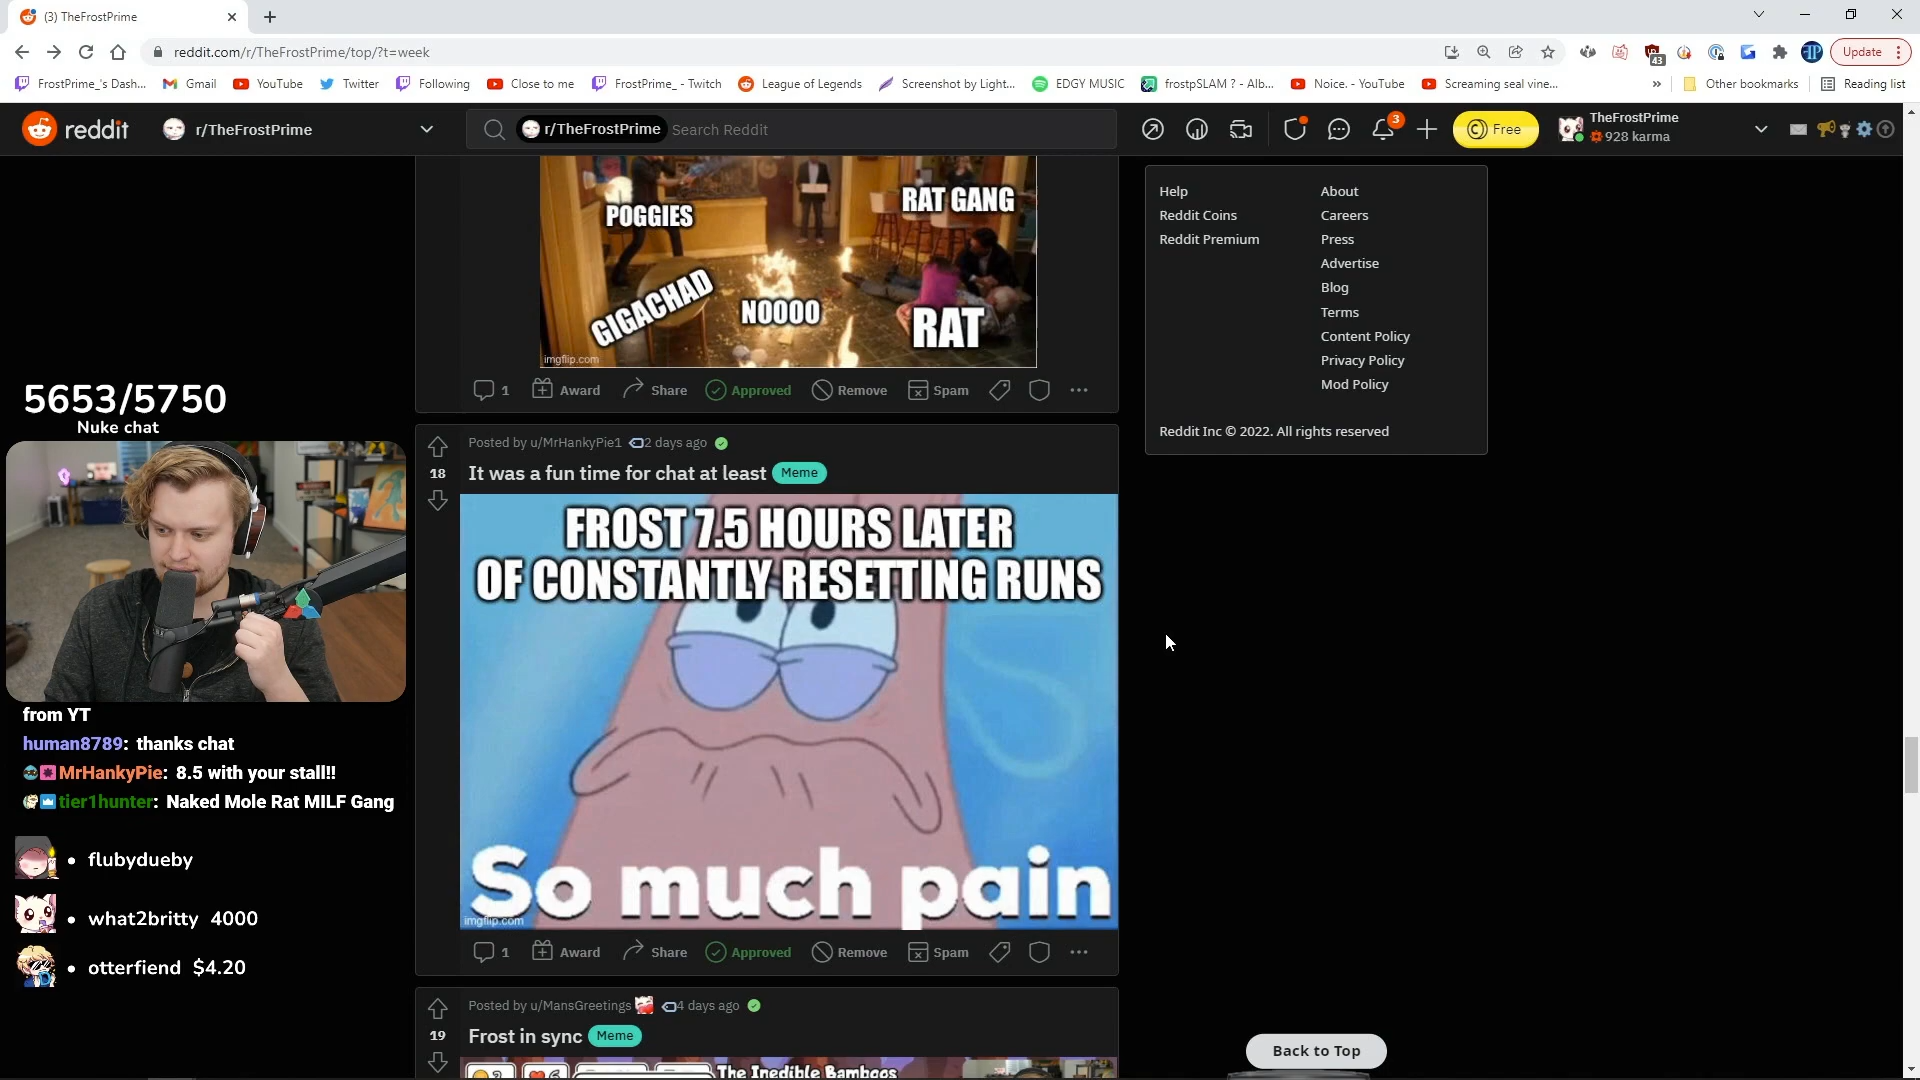 (3) TheFrostPrime
reddit.com/r/TheFrostPrime/top/?t=week
Update
FrostPrime_'s Dash...
Gmail
YouTube
Twitter
Following
Close to me
FrostPrime_ - Twitch
League of Legends
Screenshot by Light...
EDGY MUSIC
frostpSLAM ? - Alb...
Noice. - YouTube
Screaming seal vine...
»
Other bookmarks
Reading list
43
reddit
r/TheFrostPrime
r/TheFrostPrime
Search Reddit
3
Free
TheFrostPrime
928 karma
POGGIES
RAT GANG
GIGACHAD
NOOOO
RAT
imgflip.com
1
Award
Share
Approved
Remove
Spam
Help
Reddit Coins
Reddit Premium
About
Careers
Press
Advertise
Blog
Terms
Content Policy
Privacy Policy
Mod Policy
Reddit Inc © 2022. All rights reserved
5653/5750
Nuke chat
from YT
human8789: thanks chat
MrHankyPie: 8.5 with your stall!!
tier1hunter: Naked Mole Rat MILF Gang
• flubydueby
• what2britty 4000
• otterfiend $4.20
Posted by u/MrHankyPie1 2 days ago
18
It was a fun time for chat at least
Meme
FROST 7.5 HOURS LATER
OF CONSTANTLY RESETTING RUNS
So much pain
imgflip.com
1
Award
Share
Approved
Remove
Spam
Posted by u/MansGreetings 4 days ago
19
Frost in sync
Meme
The Inedible Bamboos
Back to Top